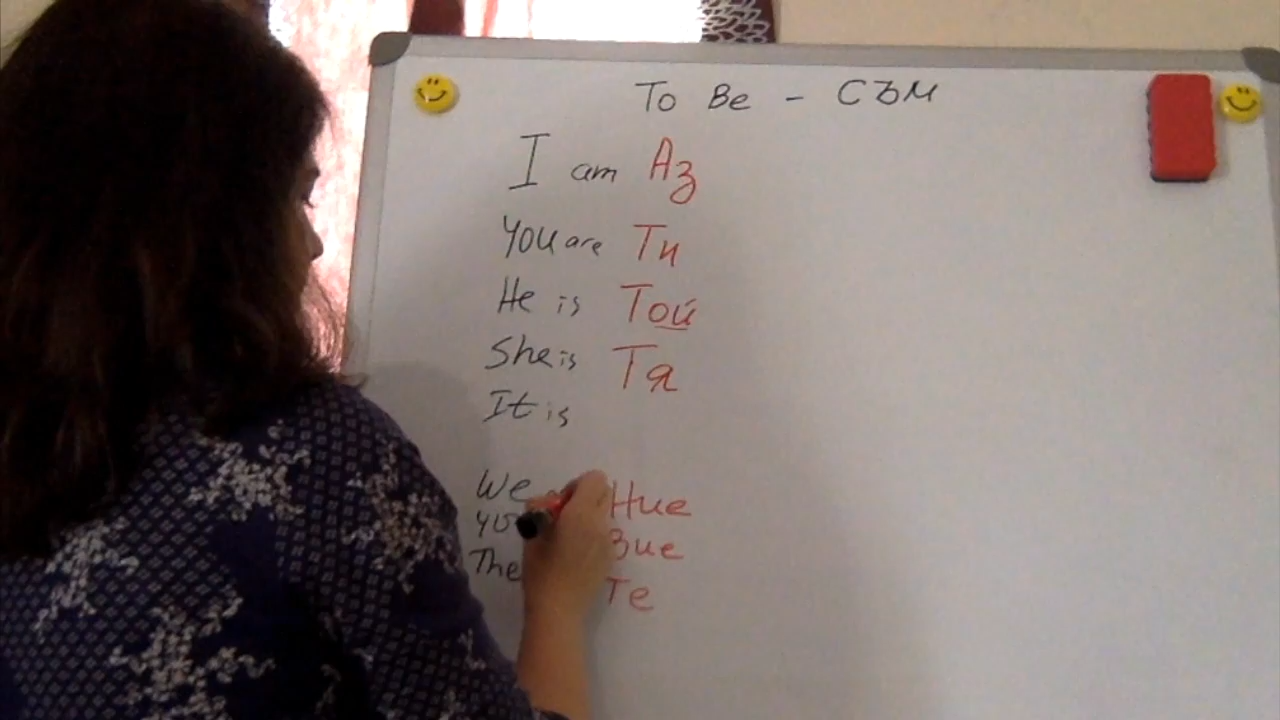 To Be - СЪМ
I am Аз
You are Ти
He is Той
She is Тя
It is
We Ние
Вие
Те